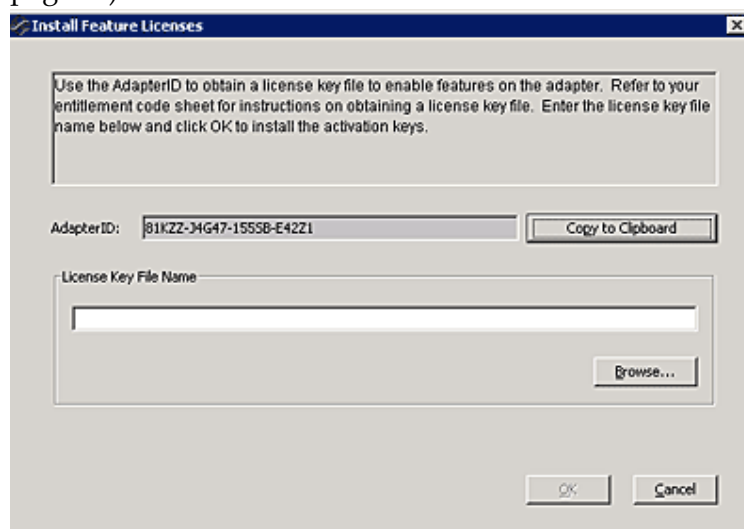 Install Feature Licenses
Use the AdapterID to obtain a license key file to enable features on the adapter.  Refer to your
entitlement code sheet for instructions on obtaining a license key file.  Enter the license key file
name below and click OK to install the activation keys.
AdapterID: 81KZZ-J4G47-155SB-E42Z1 Copy to Clipboard
License Key File Name
Browse...
OK Cancel